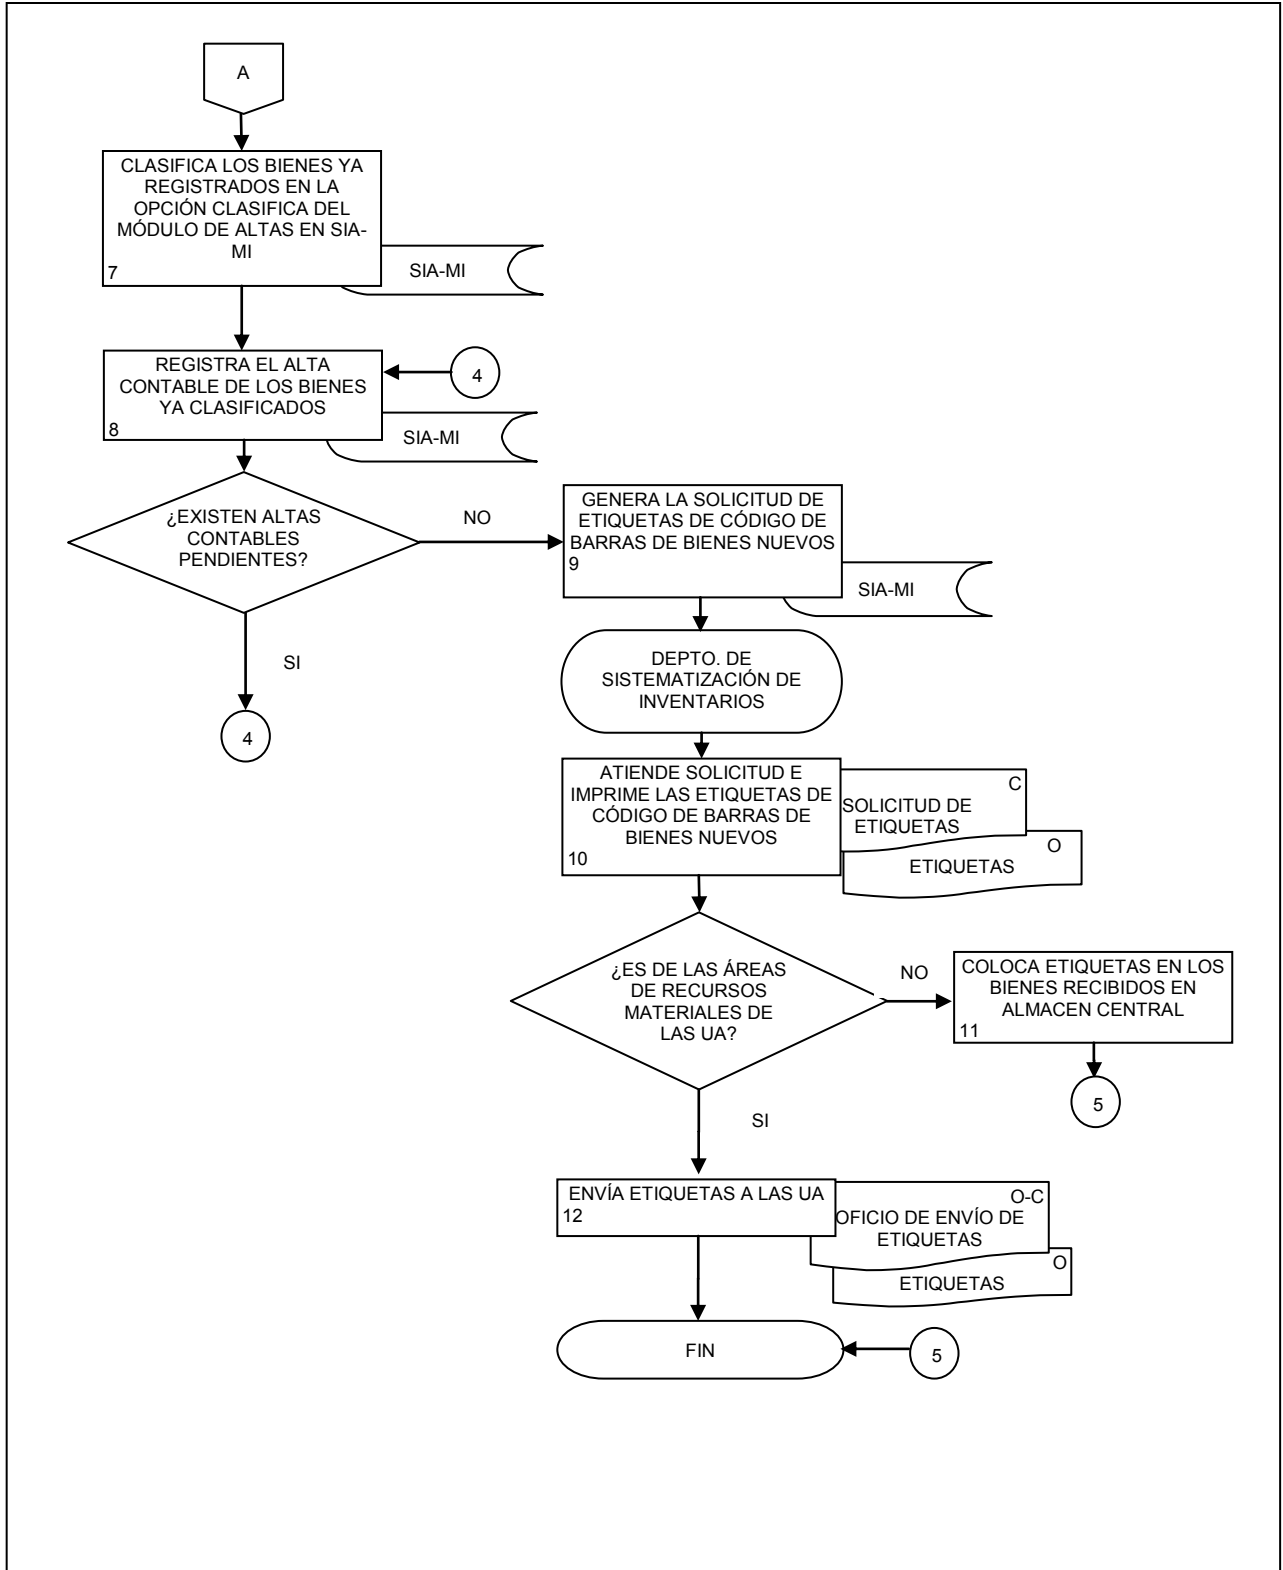 A
CLASIFICA LOS BIENES YA
REGISTRADOS EN LA
OPCIÓN CLASIFICA DEL
MÓDULO DE ALTAS EN SIA-
MI
7
SIA-MI
REGISTRA EL ALTA
CONTABLE DE LOS BIENES
YA CLASIFICADOS
8
4
SIA-MI
¿EXISTEN ALTAS
CONTABLES
PENDIENTES?
NO
SI
4
GENERA LA SOLICITUD DE
ETIQUETAS DE CÓDIGO DE
BARRAS DE BIENES NUEVOS
9
SIA-MI
DEPTO. DE
SISTEMATIZACIÓN DE
INVENTARIOS
ATIENDE SOLICITUD E
IMPRIME LAS ETIQUETAS DE
CÓDIGO DE BARRAS DE
BIENES NUEVOS
10
C
SOLICITUD DE
ETIQUETAS
O
ETIQUETAS
¿ES DE LAS ÁREAS
DE RECURSOS
MATERIALES DE
LAS UA?
NO
COLOCA ETIQUETAS EN LOS
BIENES RECIBIDOS EN
ALMACEN CENTRAL
11
5
SI
ENVÍA ETIQUETAS A LAS UA
12
O-C
OFICIO DE ENVÍO DE
ETIQUETAS
O
ETIQUETAS
FIN
5